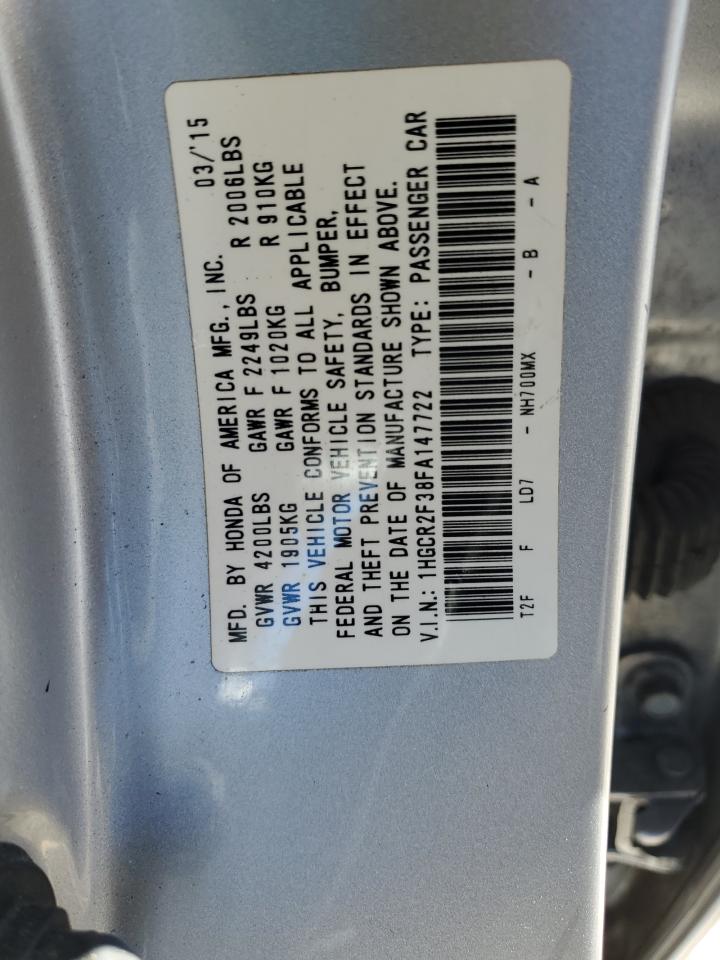 MFD. BY HONDA OF AMERICA MFG., INC. 03/'15
GVWR 4200LBS GAWR F 2249LBS R 2006LBS
GVWR 1905KG GAWR F 1020KG R 910KG
THIS VEHICLE CONFORMS TO ALL APPLICABLE
FEDERAL MOTOR VEHICLE SAFETY, BUMPER,
AND THEFT PREVENTION STANDARDS IN EFFECT
ON THE DATE OF MANUFACTURE SHOWN ABOVE.
V.I.N.: 1HGCR2F38FA147722 TYPE: PASSENGER CAR
T2F F LD7 - NH700MX - B - A